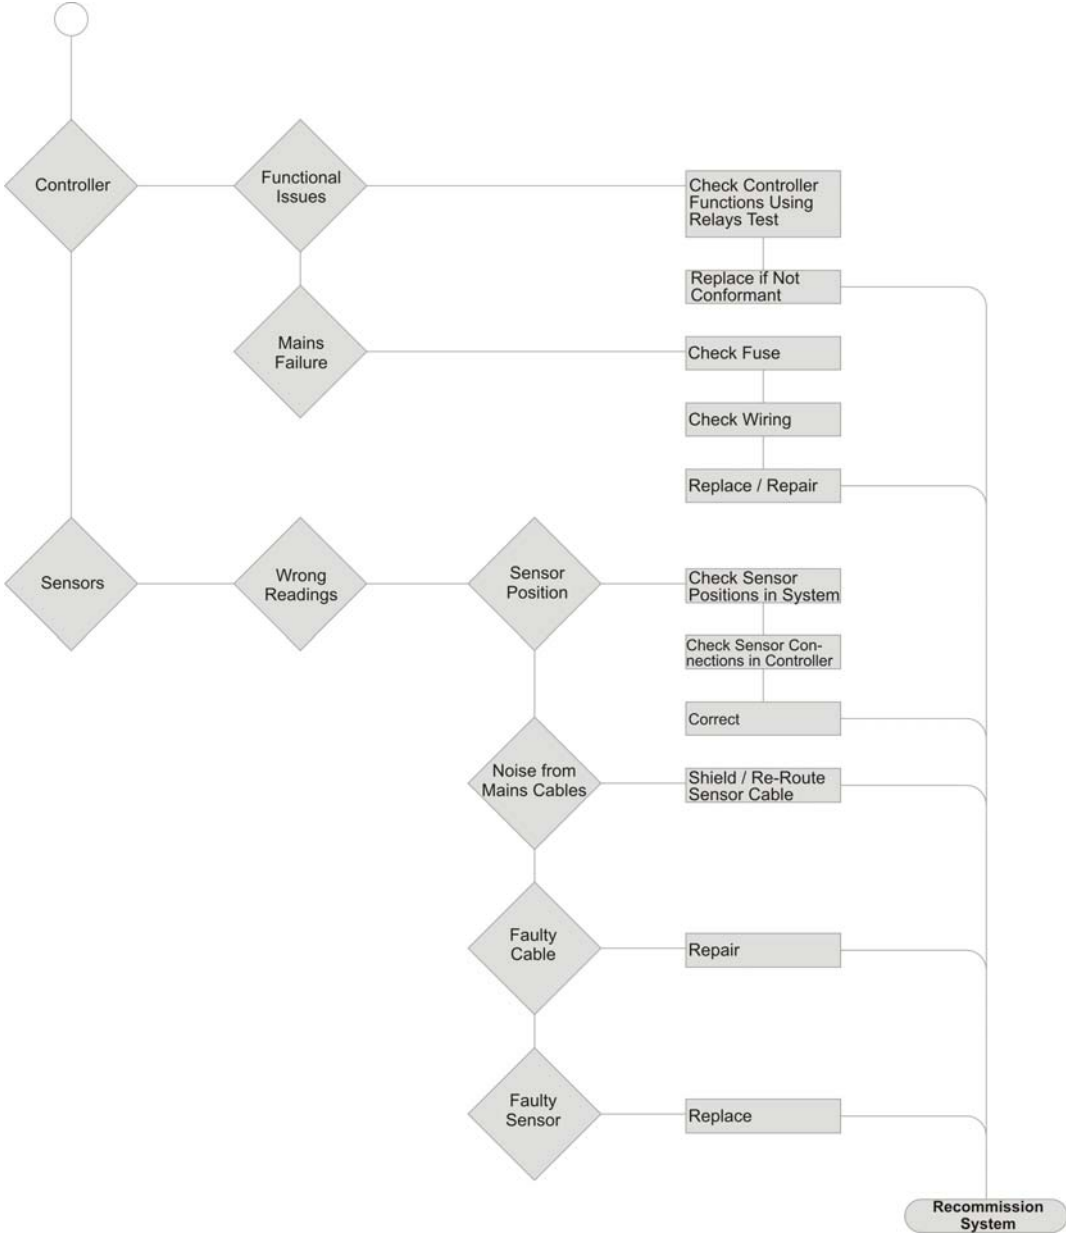 Controller
Functional
Issues
Check Controller
Functions Using
Relays Test
Replace if Not
Conformant
Mains
Failure
Check Fuse
Check Wiring
Replace / Repair
Sensors
Wrong
Readings
Sensor
Position
Check Sensor
Positions in System
Check Sensor Con-
nections in Controller
Correct
Noise from
Mains Cables
Shield / Re-Route
Sensor Cable
Faulty
Cable
Repair
Faulty
Sensor
Replace
Recommission
System